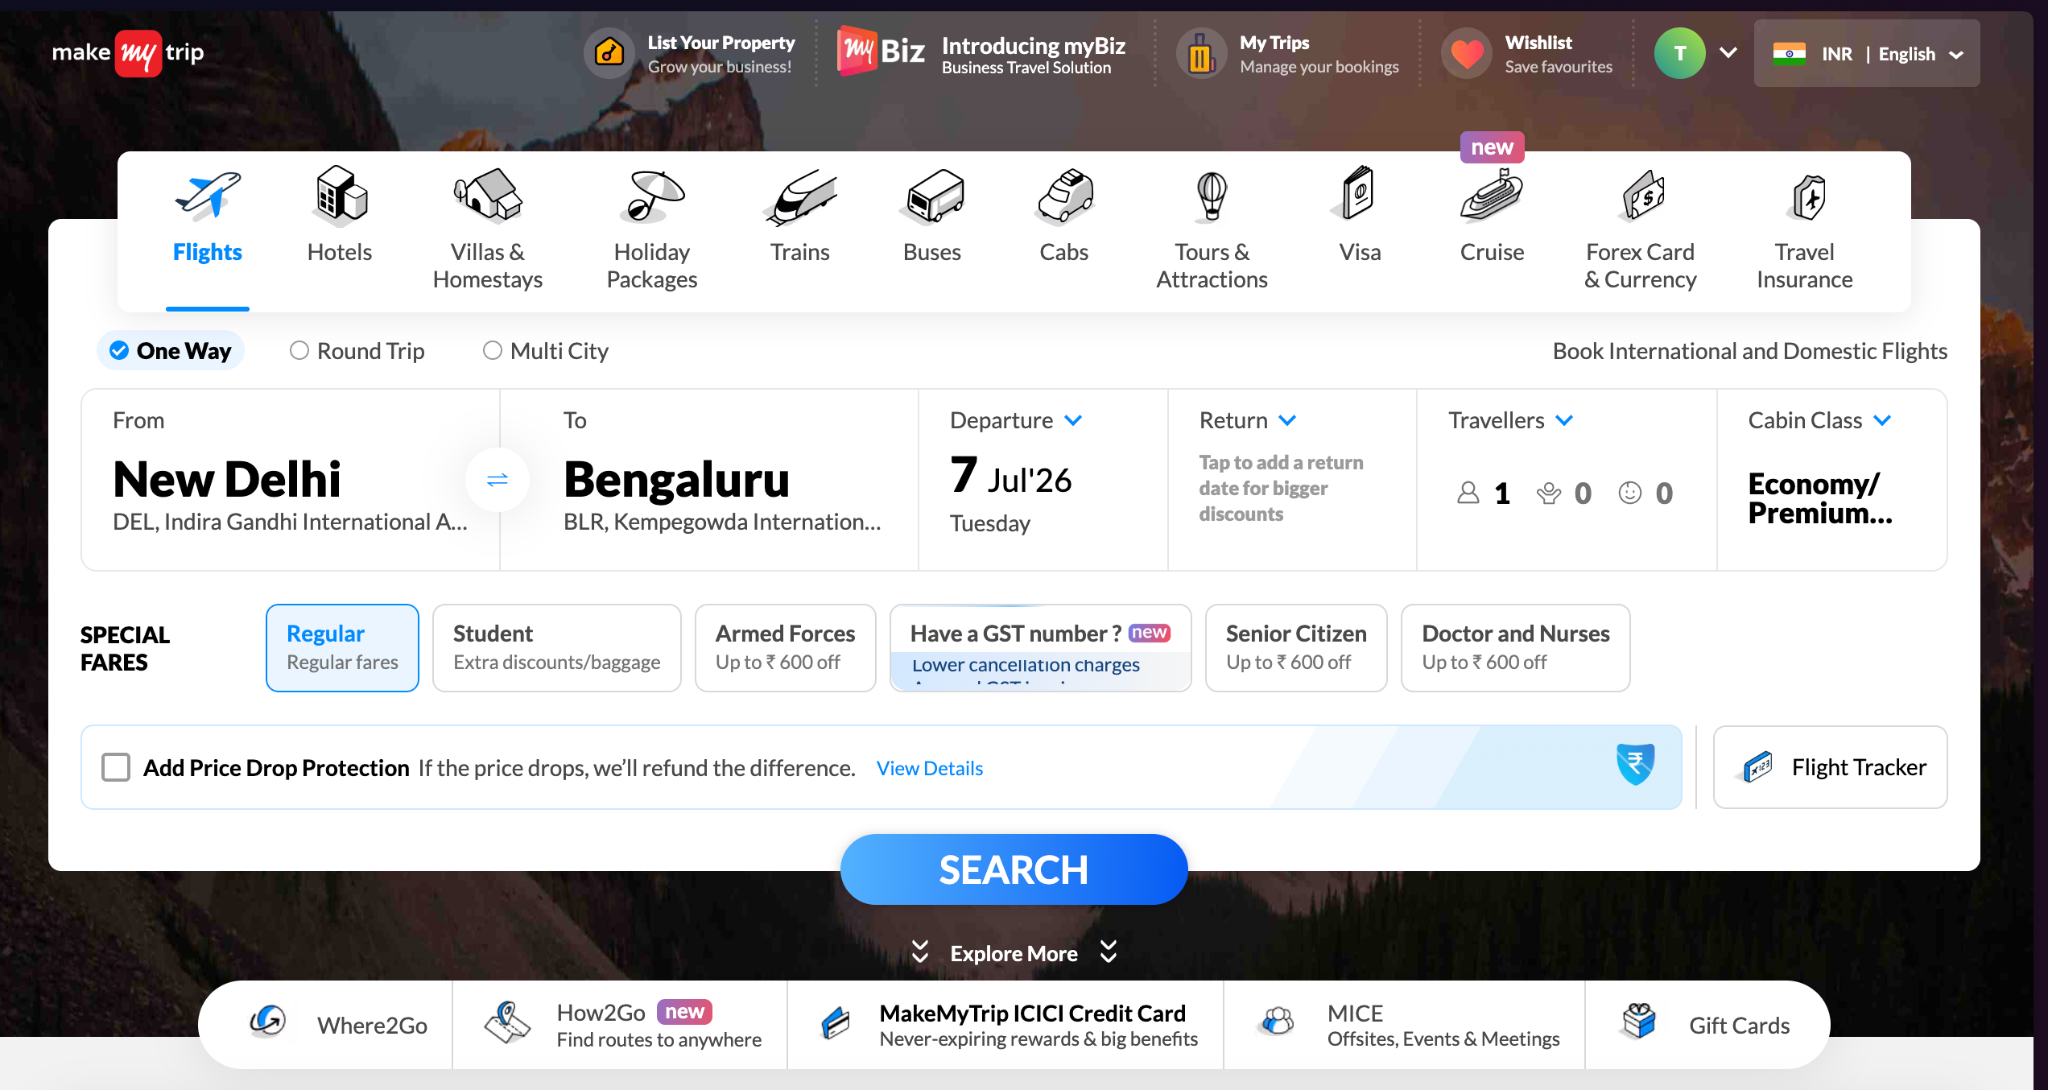 make my trip
List Your Property
Grow your business!
my Biz
Introducing myBiz
Business Travel Solution
My Trips
Manage your bookings
Wishlist
Save favourites
T
INR | English
new
Flights
Hotels
Villas &
Homestays
Holiday
Packages
Trains
Buses
Cabs
Tours &
Attractions
Visa
Cruise
Forex Card
& Currency
Travel
Insurance
One Way
Round Trip
Multi City
Book International and Domestic Flights
From
New Delhi
DEL, Indira Gandhi International A...
To
Bengaluru
BLR, Kempegowda Internation...
Departure
7 Jul'26
Tuesday
Return
Tap to add a return
date for bigger
discounts
Travellers
1 0 0
Cabin Class
Economy/
Premium...
SPECIAL
FARES
Regular
Regular fares
Student
Extra discounts/baggage
Armed Forces
Up to ₹ 600 off
Have a GST number ? new
Lower cancellation charges
Senior Citizen
Up to ₹ 600 off
Doctor and Nurses
Up to ₹ 600 off
Add Price Drop Protection If the price drops, we’ll refund the difference. View Details
Flight Tracker
SEARCH
Explore More
Where2Go
How2Go new
Find routes to anywhere
MakeMyTrip ICICI Credit Card
Never-expiring rewards & big benefits
MICE
Offsites, Events & Meetings
Gift Cards